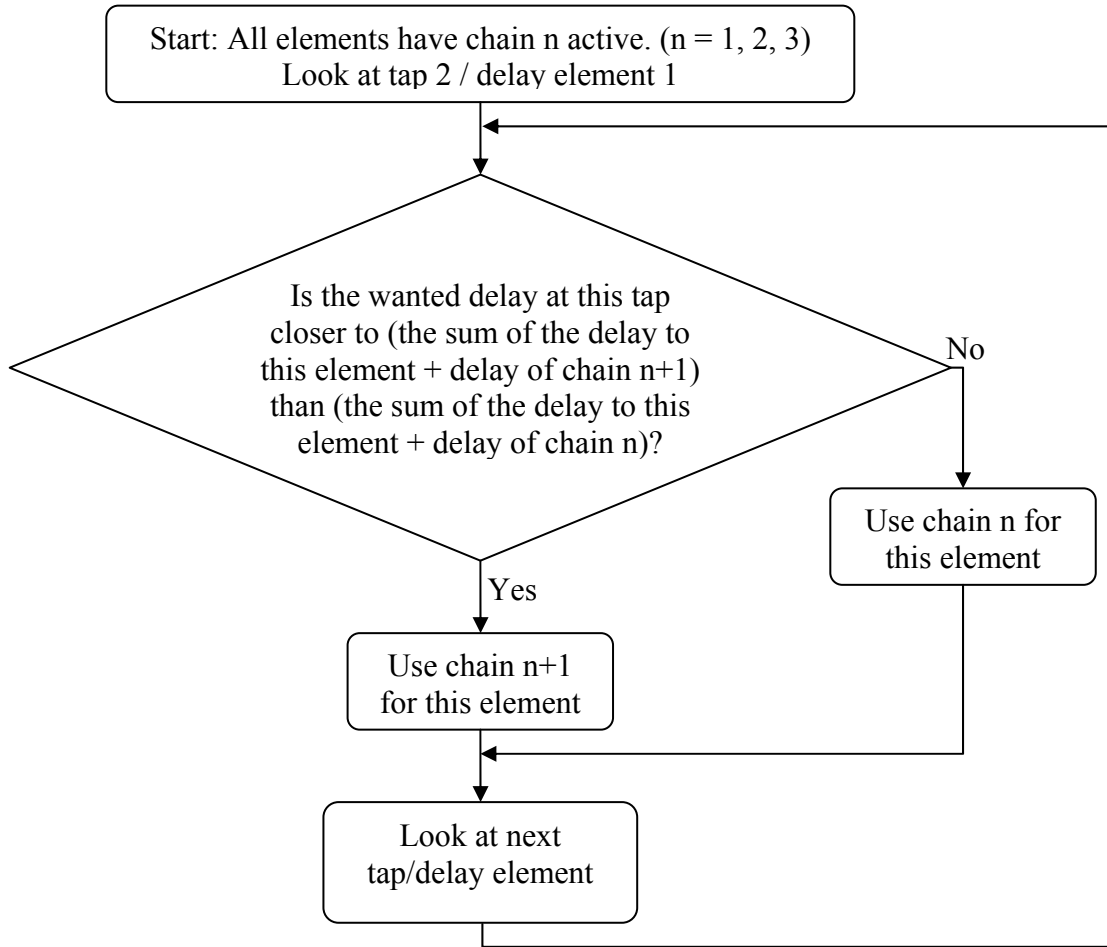 Start: All elements have chain n active. (n = 1, 2, 3)
Look at tap 2 / delay element 1
Is the wanted delay at this tap
closer to (the sum of the delay to
this element + delay of chain n+1)
than (the sum of the delay to this
element + delay of chain n)?
No
Use chain n for
this element
Yes
Use chain n+1
for this element
Look at next
tap/delay element